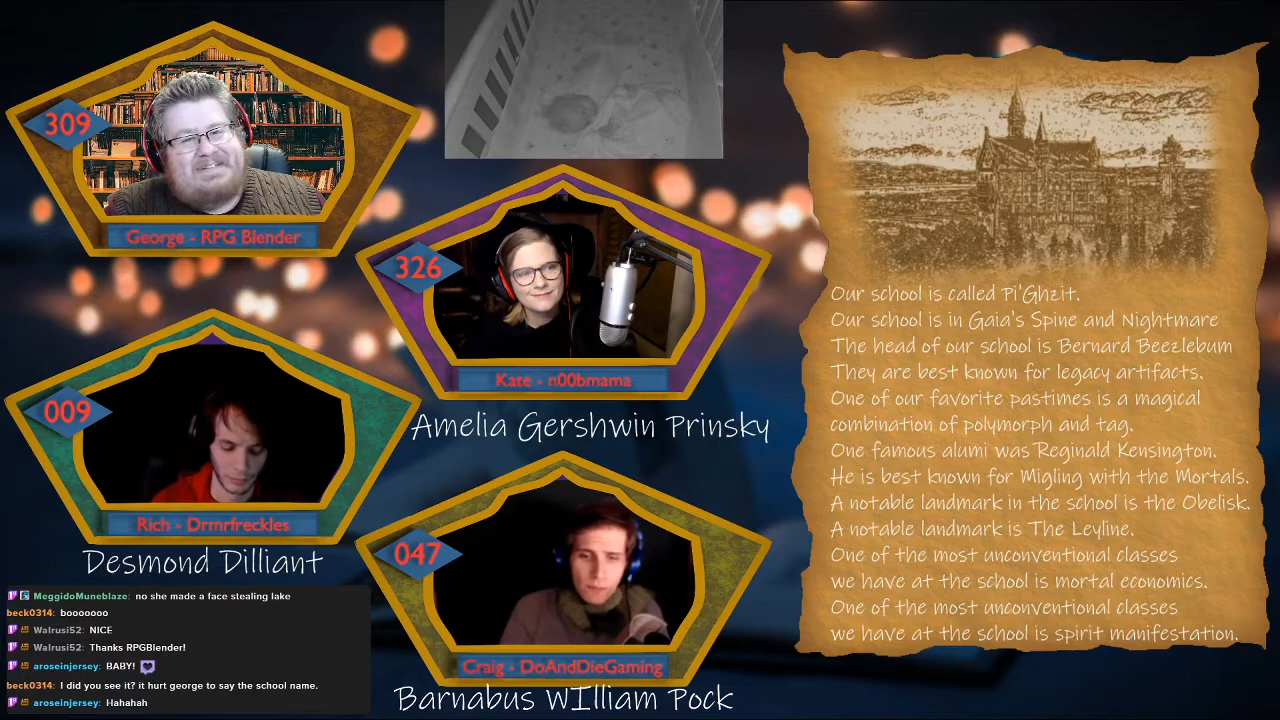 309
George - RPG Blender
326
Kate - n00bmama
Amelia Gershwin Prinsky
009
Rich - Drmrfreckles
Desmond Dilliant
047
Craig - DoAndDieGaming
Barnabus WIlliam Pock
MeggidoMuneblaze: no she made a face stealing lake
beck0314: booooooo
Walrusi52: NICE
Walrusi52: Thanks RPGBlender!
aroseinjersey: BABY!
beck0314: I did you see it? it hurt george to say the school name.
aroseinjersey: Hahahah
Our school is called Pi'Ghzit.
Our school is in Gaia's Spine and Nightmare
The head of our school is Bernard Beezlebum
They are best known for legacy artifacts.
One of our favorite pastimes is a magical
combination of polymorph and tag.
One famous alumi was Reginald Kensington.
He is best known for Migling with the Mortals.
A notable landmark in the school is the Obelisk.
A notable landmark is The Leyline.
One of the most unconventional classes
we have at the school is mortal economics.
One of the most unconventional classes
we have at the school is spirit manifestation.